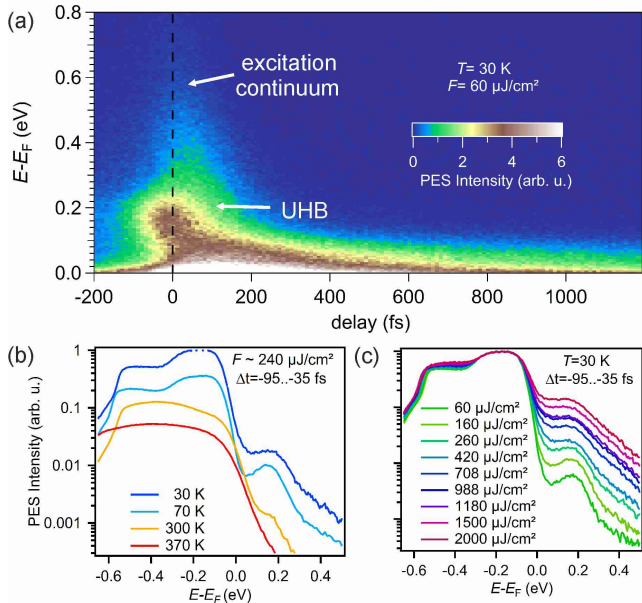 (a)
0.8
0.6
0.4
0.2
0.0
E-E_F (eV)
excitation
continuum
T= 30 K
F= 60 µJ/cm²
0 2 4 6
PES Intensity (arb. u.)
UHB
-200 0 200 400 600 800 1000
delay (fs)
(b)
F ~ 240 µJ/cm²
Δt=-95..-35 fs
1
0.1
0.01
0.001
PES Intensity (arb. u.)
30 K
70 K
300 K
370 K
-0.6 -0.4 -0.2 0.0 0.2 0.4
E-E_F (eV)
(c)
T=30 K
Δt=-95..-35 fs
60 µJ/cm²
160 µJ/cm²
260 µJ/cm²
420 µJ/cm²
708 µJ/cm²
988 µJ/cm²
1180 µJ/cm²
1500 µJ/cm²
2000 µJ/cm²
-0.6 -0.4 -0.2 0.0 0.2 0.4
E-E_F (eV)